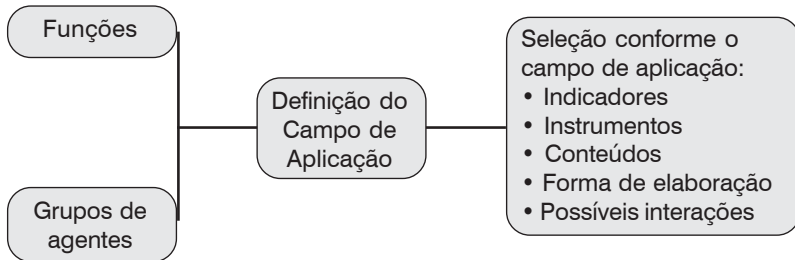 Funções
Grupos de
agentes
Definição do
Campo de
Aplicação
Seleção conforme o
campo de aplicação:
• Indicadores
• Instrumentos
• Conteúdos
• Forma de elaboração
• Possíveis interações